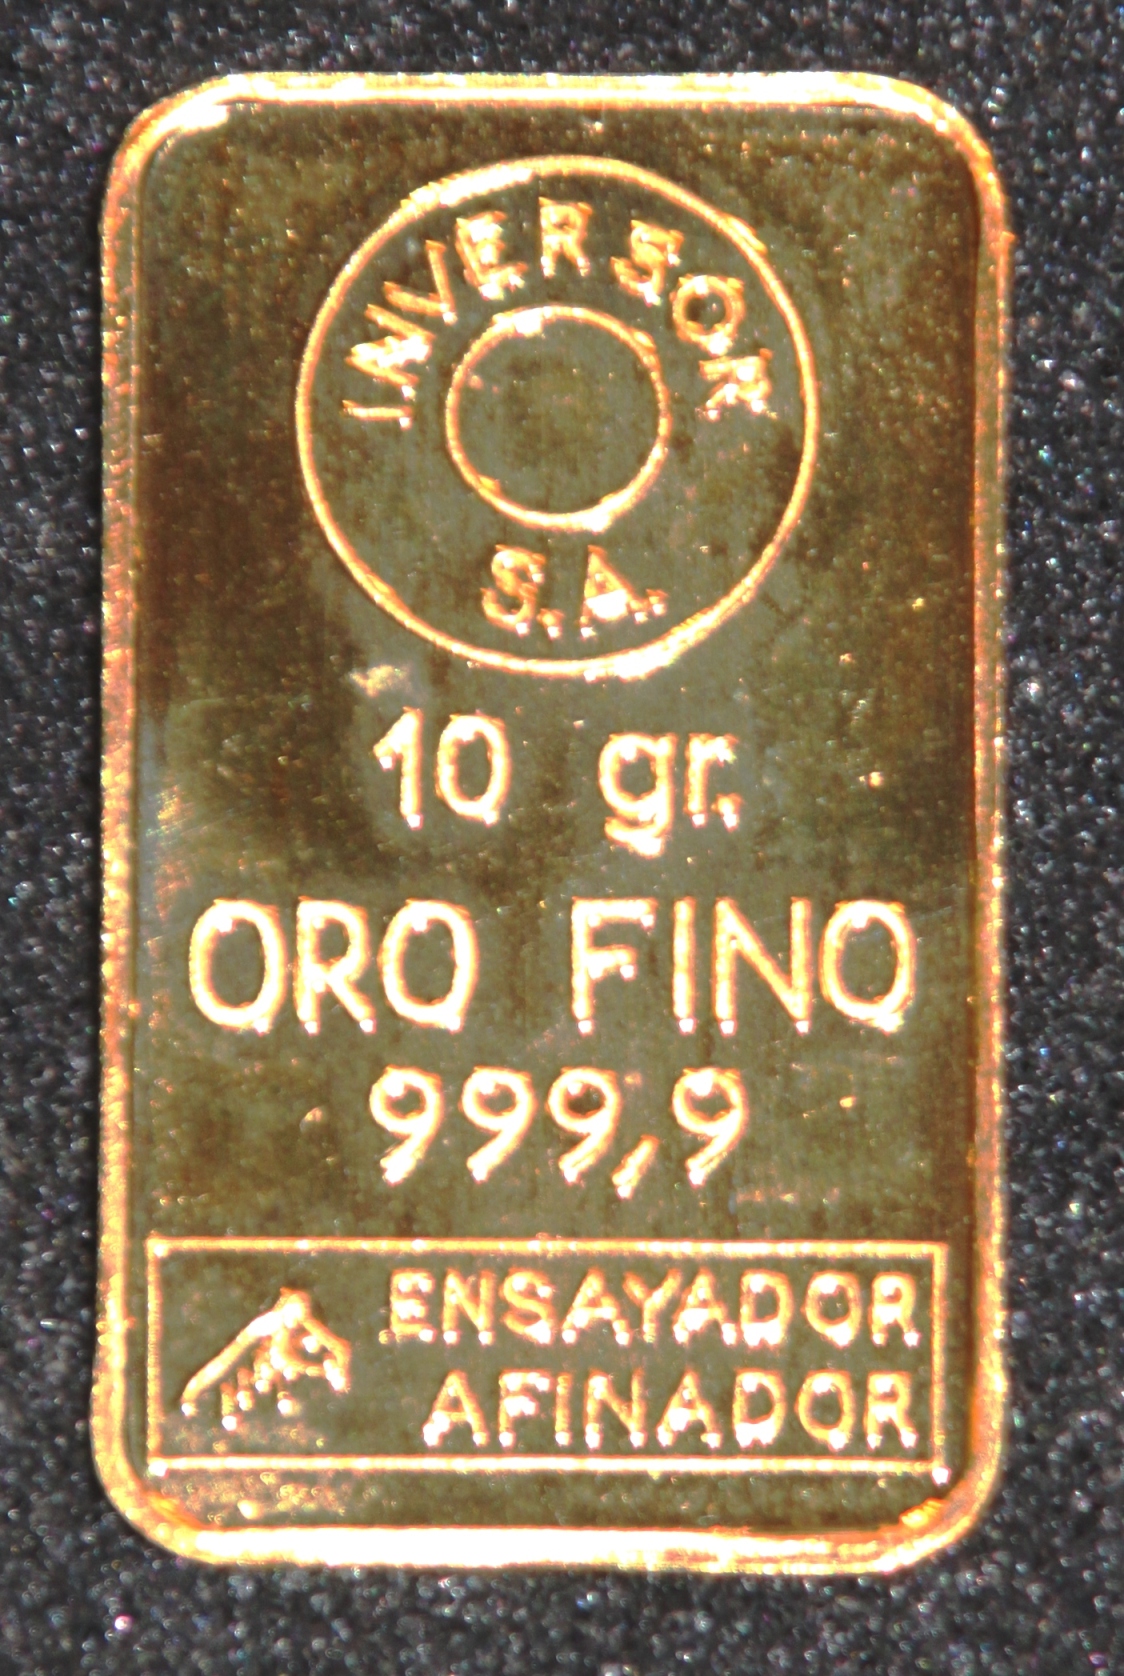 INVERSOR
S.A.
10 gr.
ORO FINO
999,9
ENSAYADOR
AFINADOR